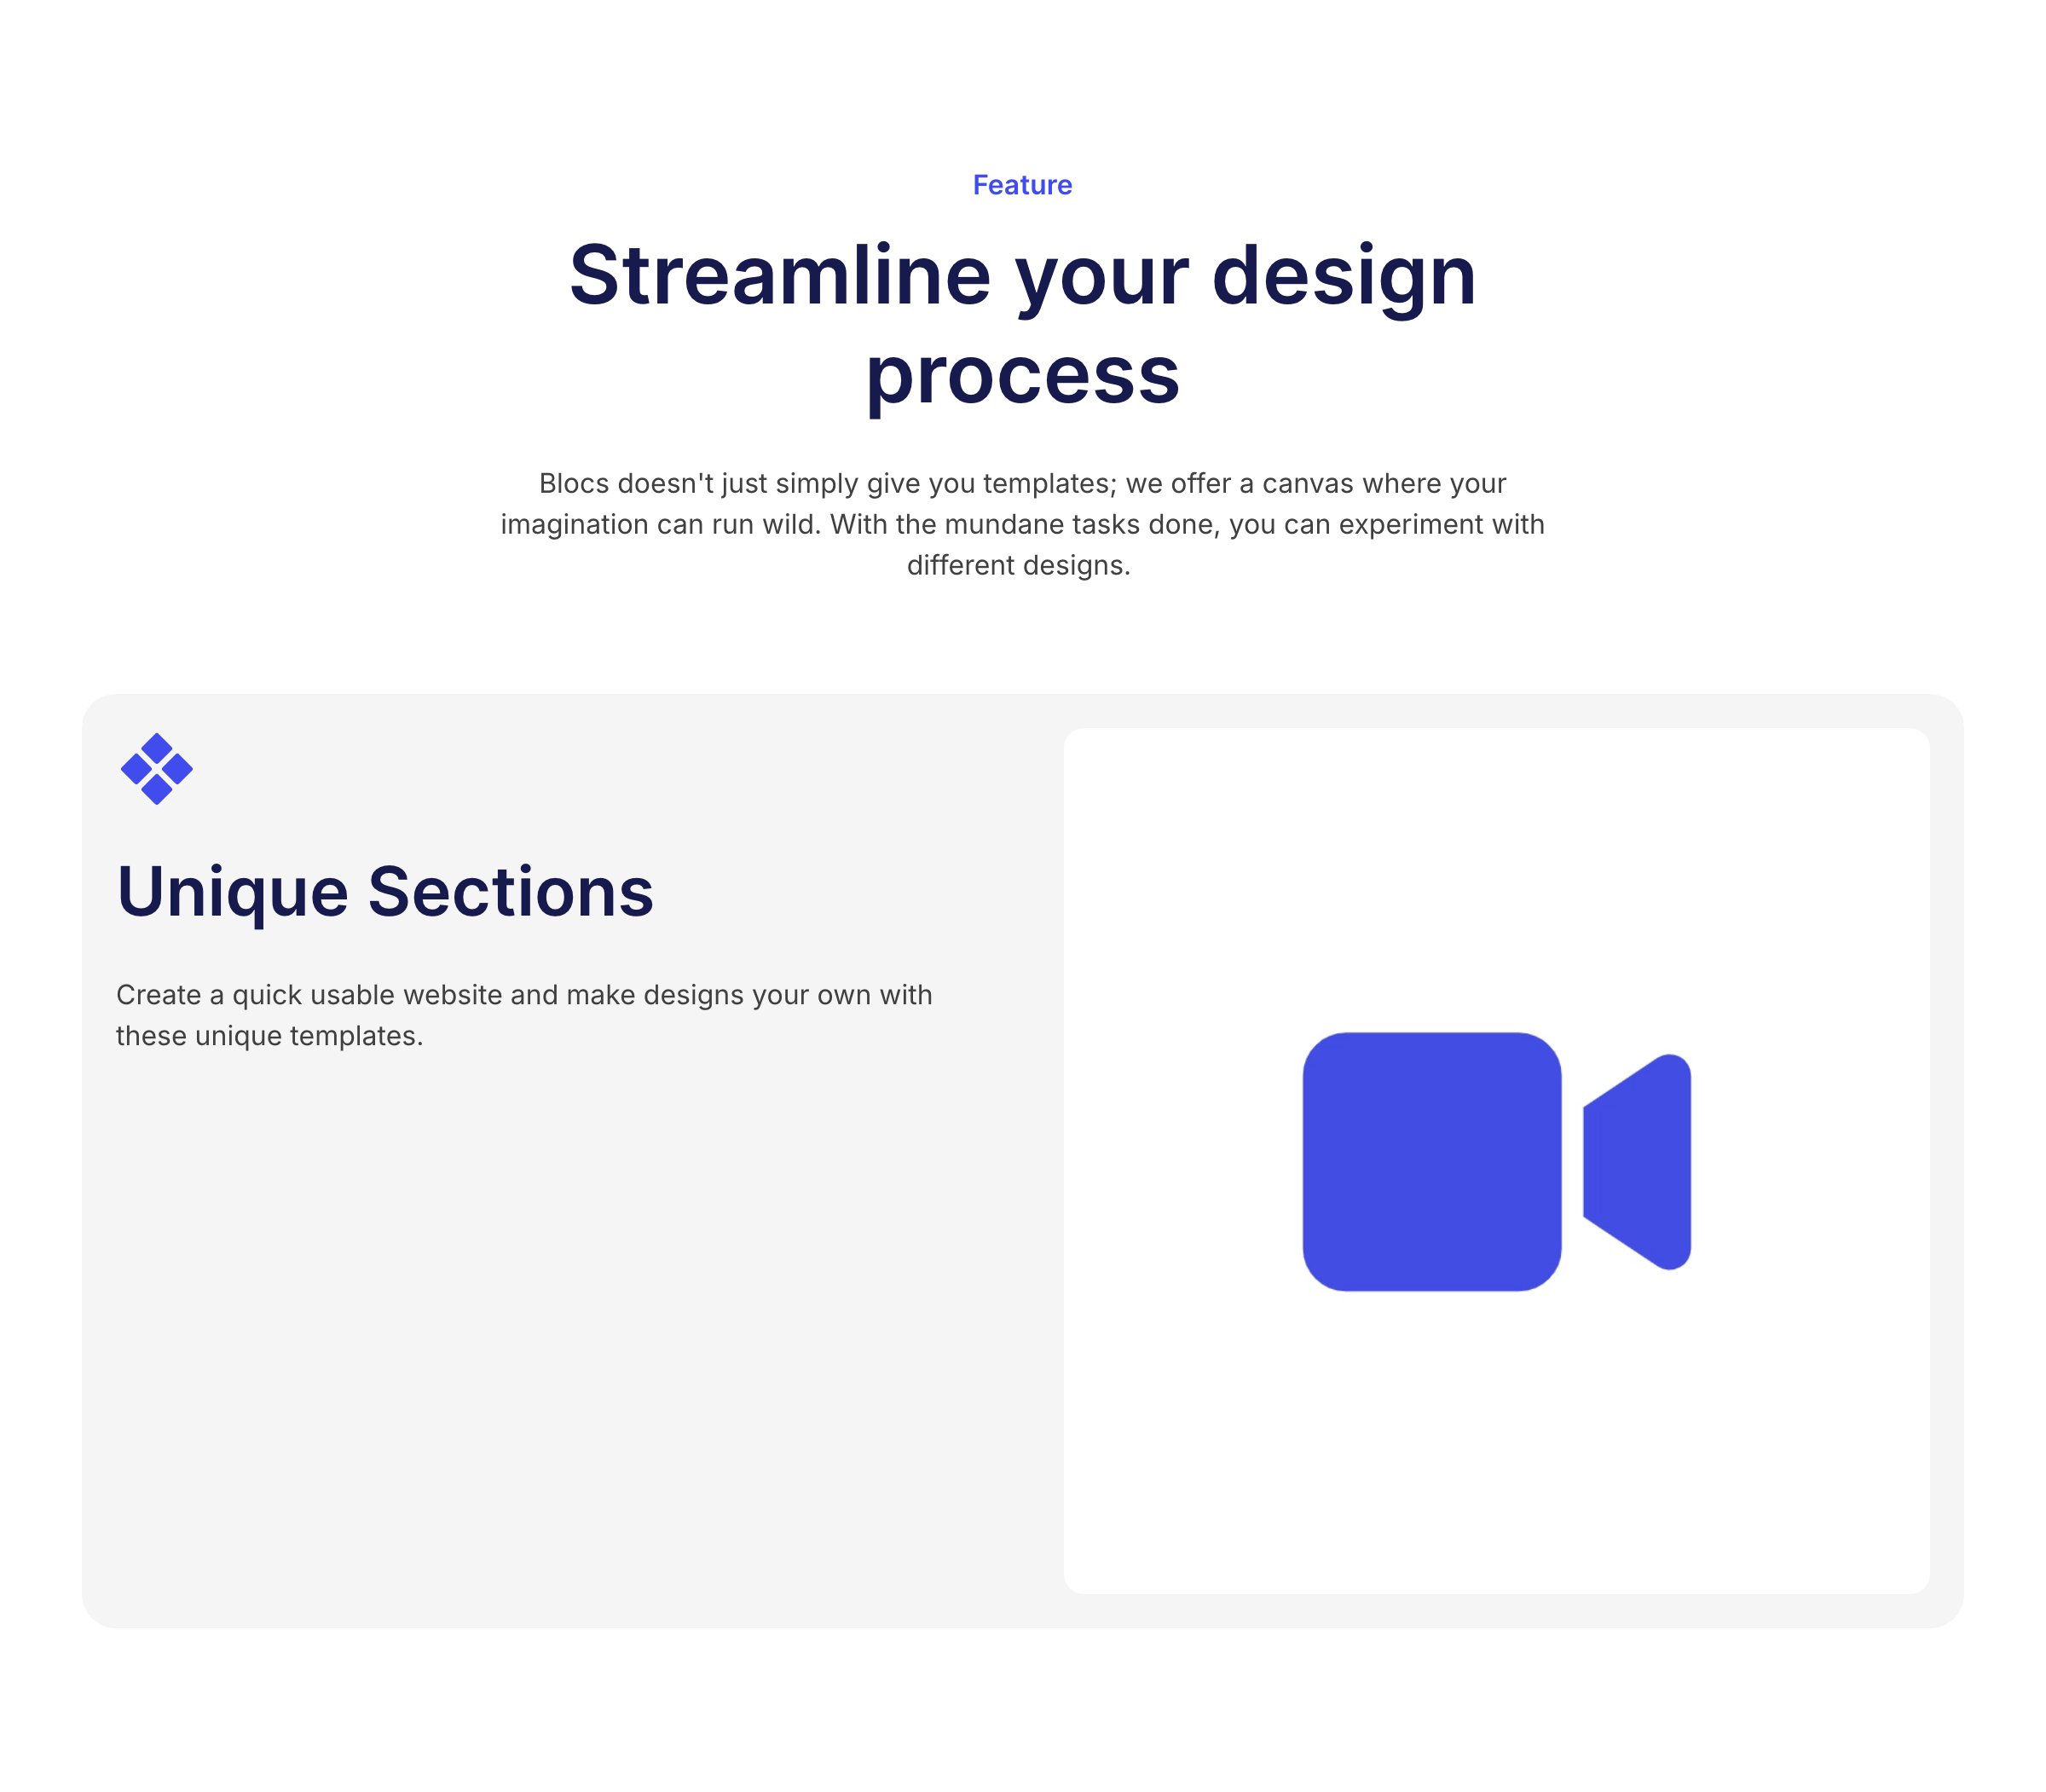 Feature
Streamline your design
process
Blocs doesn't just simply give you templates; we offer a canvas where your
imagination can run wild. With the mundane tasks done, you can experiment with
different designs.
Unique Sections
Create a quick usable website and make designs your own with
these unique templates.